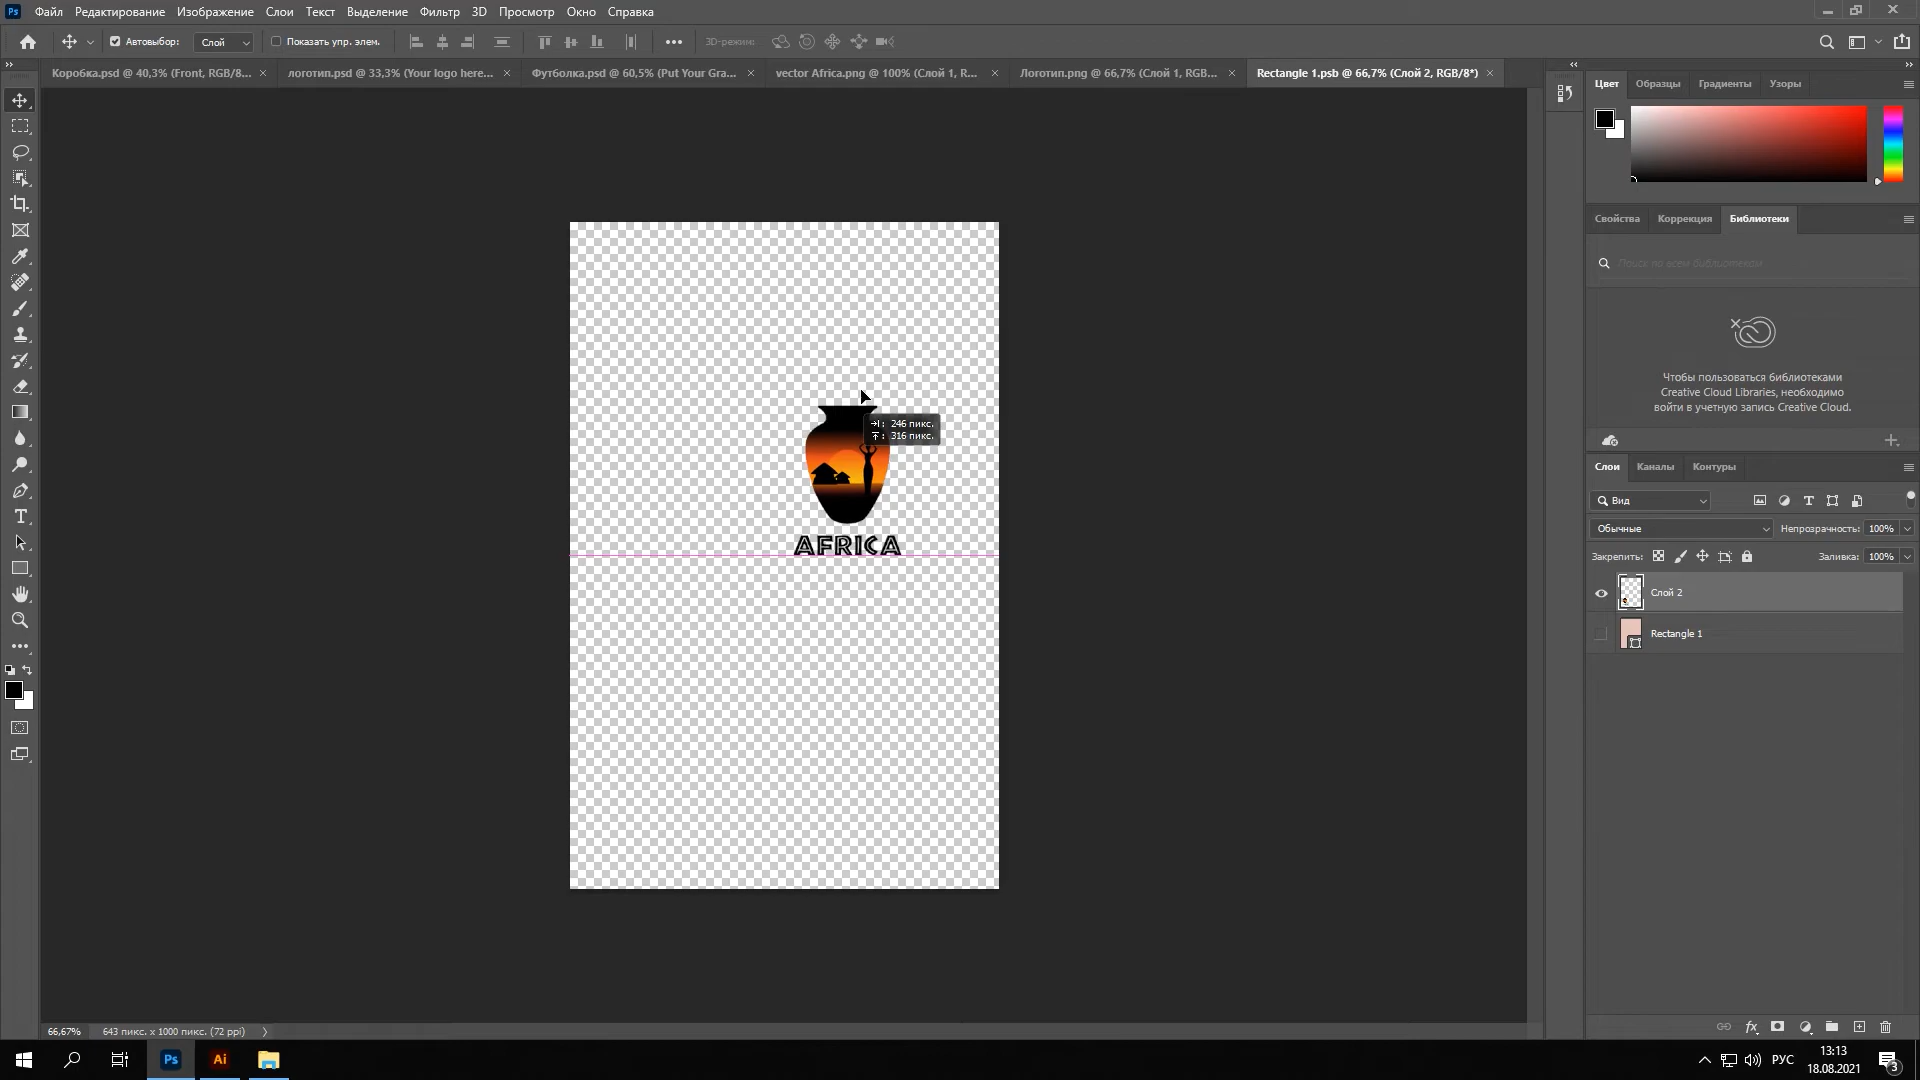 Ps Файл Редактирование Изображение Слои Текст Выделение Фильтр 3D Просмотр Окно Справка
Автовыбор: Слой Показать упр. элем. 3D-режим:
Коробка.psd @ 40,3% (Front, RGB/8... × логотип.psd @ 33,3% (Your logo here... × Футболка.psd @ 60,5% (Put Your Gra... × vector Africa.png @ 100% (Слой 1, R... × Логотип.png @ 66,7% (Слой 1, RGB... × Rectangle 1.psb @ 66,7% (Слой 2, RGB/8*) ×
Цвет Образцы Градиенты Узоры
Свойства Коррекция Библиотеки
Поиск по всем библиотекам
Чтобы пользоваться библиотеками
Creative Cloud Libraries, необходимо
войти в учетную запись Creative Cloud.
246 пикс.
316 пикс.
AFRICA
Слои Каналы Контуры
Вид
Обычные Непрозрачность: 100%
Закрепить: Заливка: 100%
Слой 2
Rectangle 1
66,67% 643 пикс. x 1000 пикс. (72 ppi)
Ps Ai РУС 13:13
18.08.2021
3